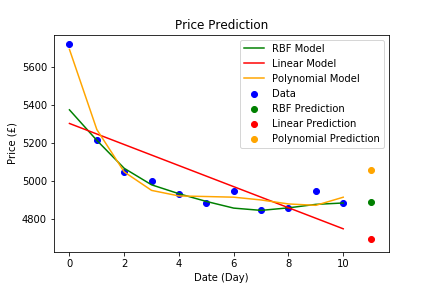 Price Prediction
Price (£)
5600
5400
5200
5000
4800
RBF Model
Linear Model
Polynomial Model
Data
RBF Prediction
Linear Prediction
Polynomial Prediction
0 2 4 6 8 10
Date (Day)